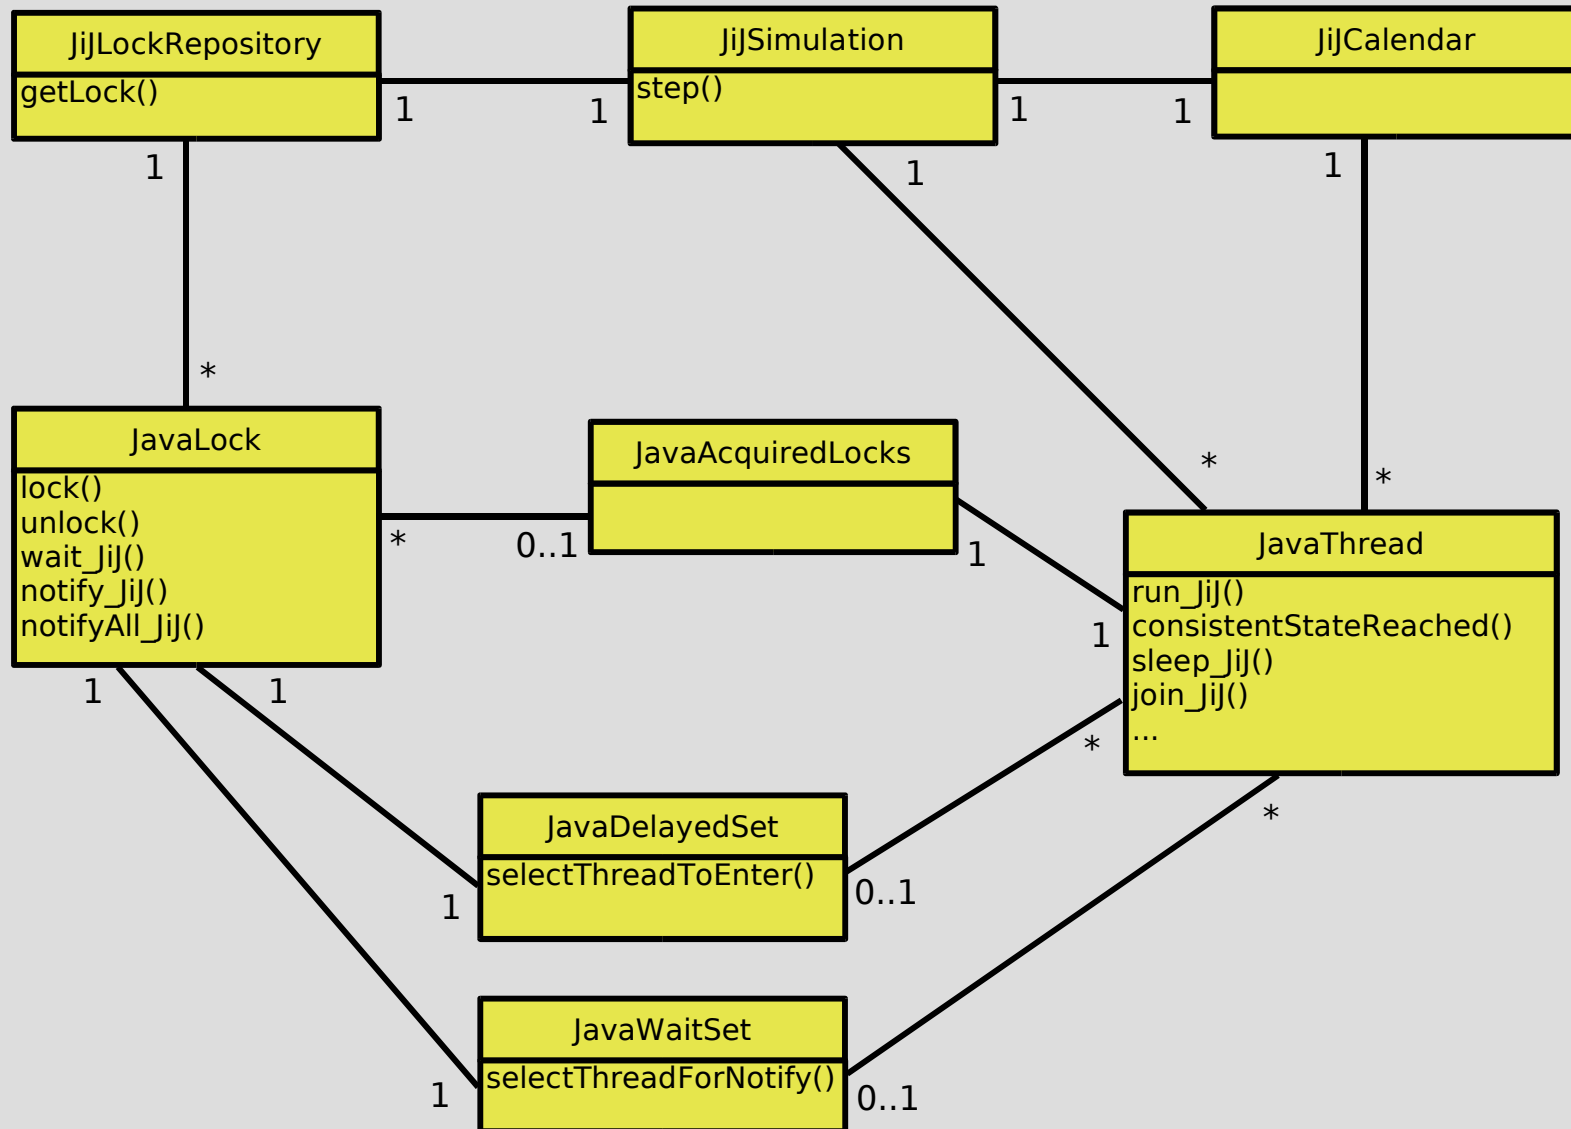 JiJLockRepository
getLock()
JiJSimulation
step()
JiJCalendar
1
1
1
1
1
1
1
*
*
*
JavaLock
lock()
unlock()
wait_JiJ()
notify_JiJ()
notifyAll_JiJ()
JavaAcquiredLocks
*
0..1
1
1
JavaThread
run_JiJ()
consistentStateReached()
sleep_JiJ()
join_JiJ()
...
1
1
*
*
JavaDelayedSet
selectThreadToEnter()
1
0..1
JavaWaitSet
selectThreadForNotify()
1
0..1